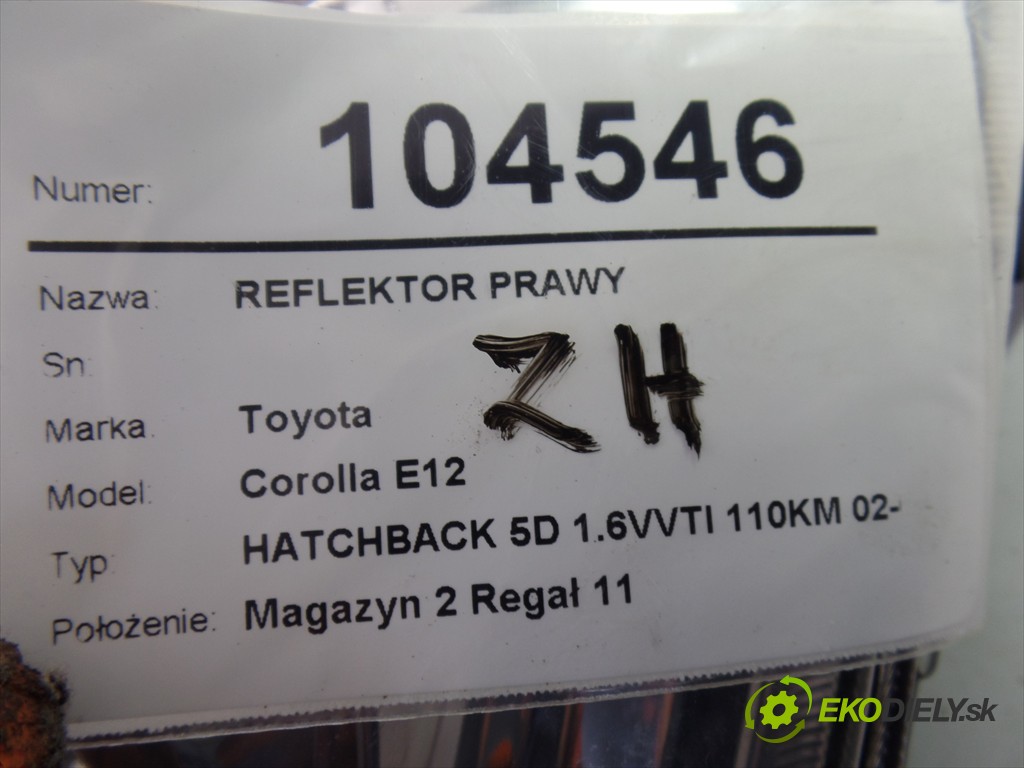 Numer: 104546
Nazwa: REFLEKTOR PRAWY
Sn:
ZH
Marka: Toyota
Model: Corolla E12
Typ: HATCHBACK 5D 1.6VVTI 110KM 02-
Położenie: Magazyn 2 Regał 11
EKODIELY.sk